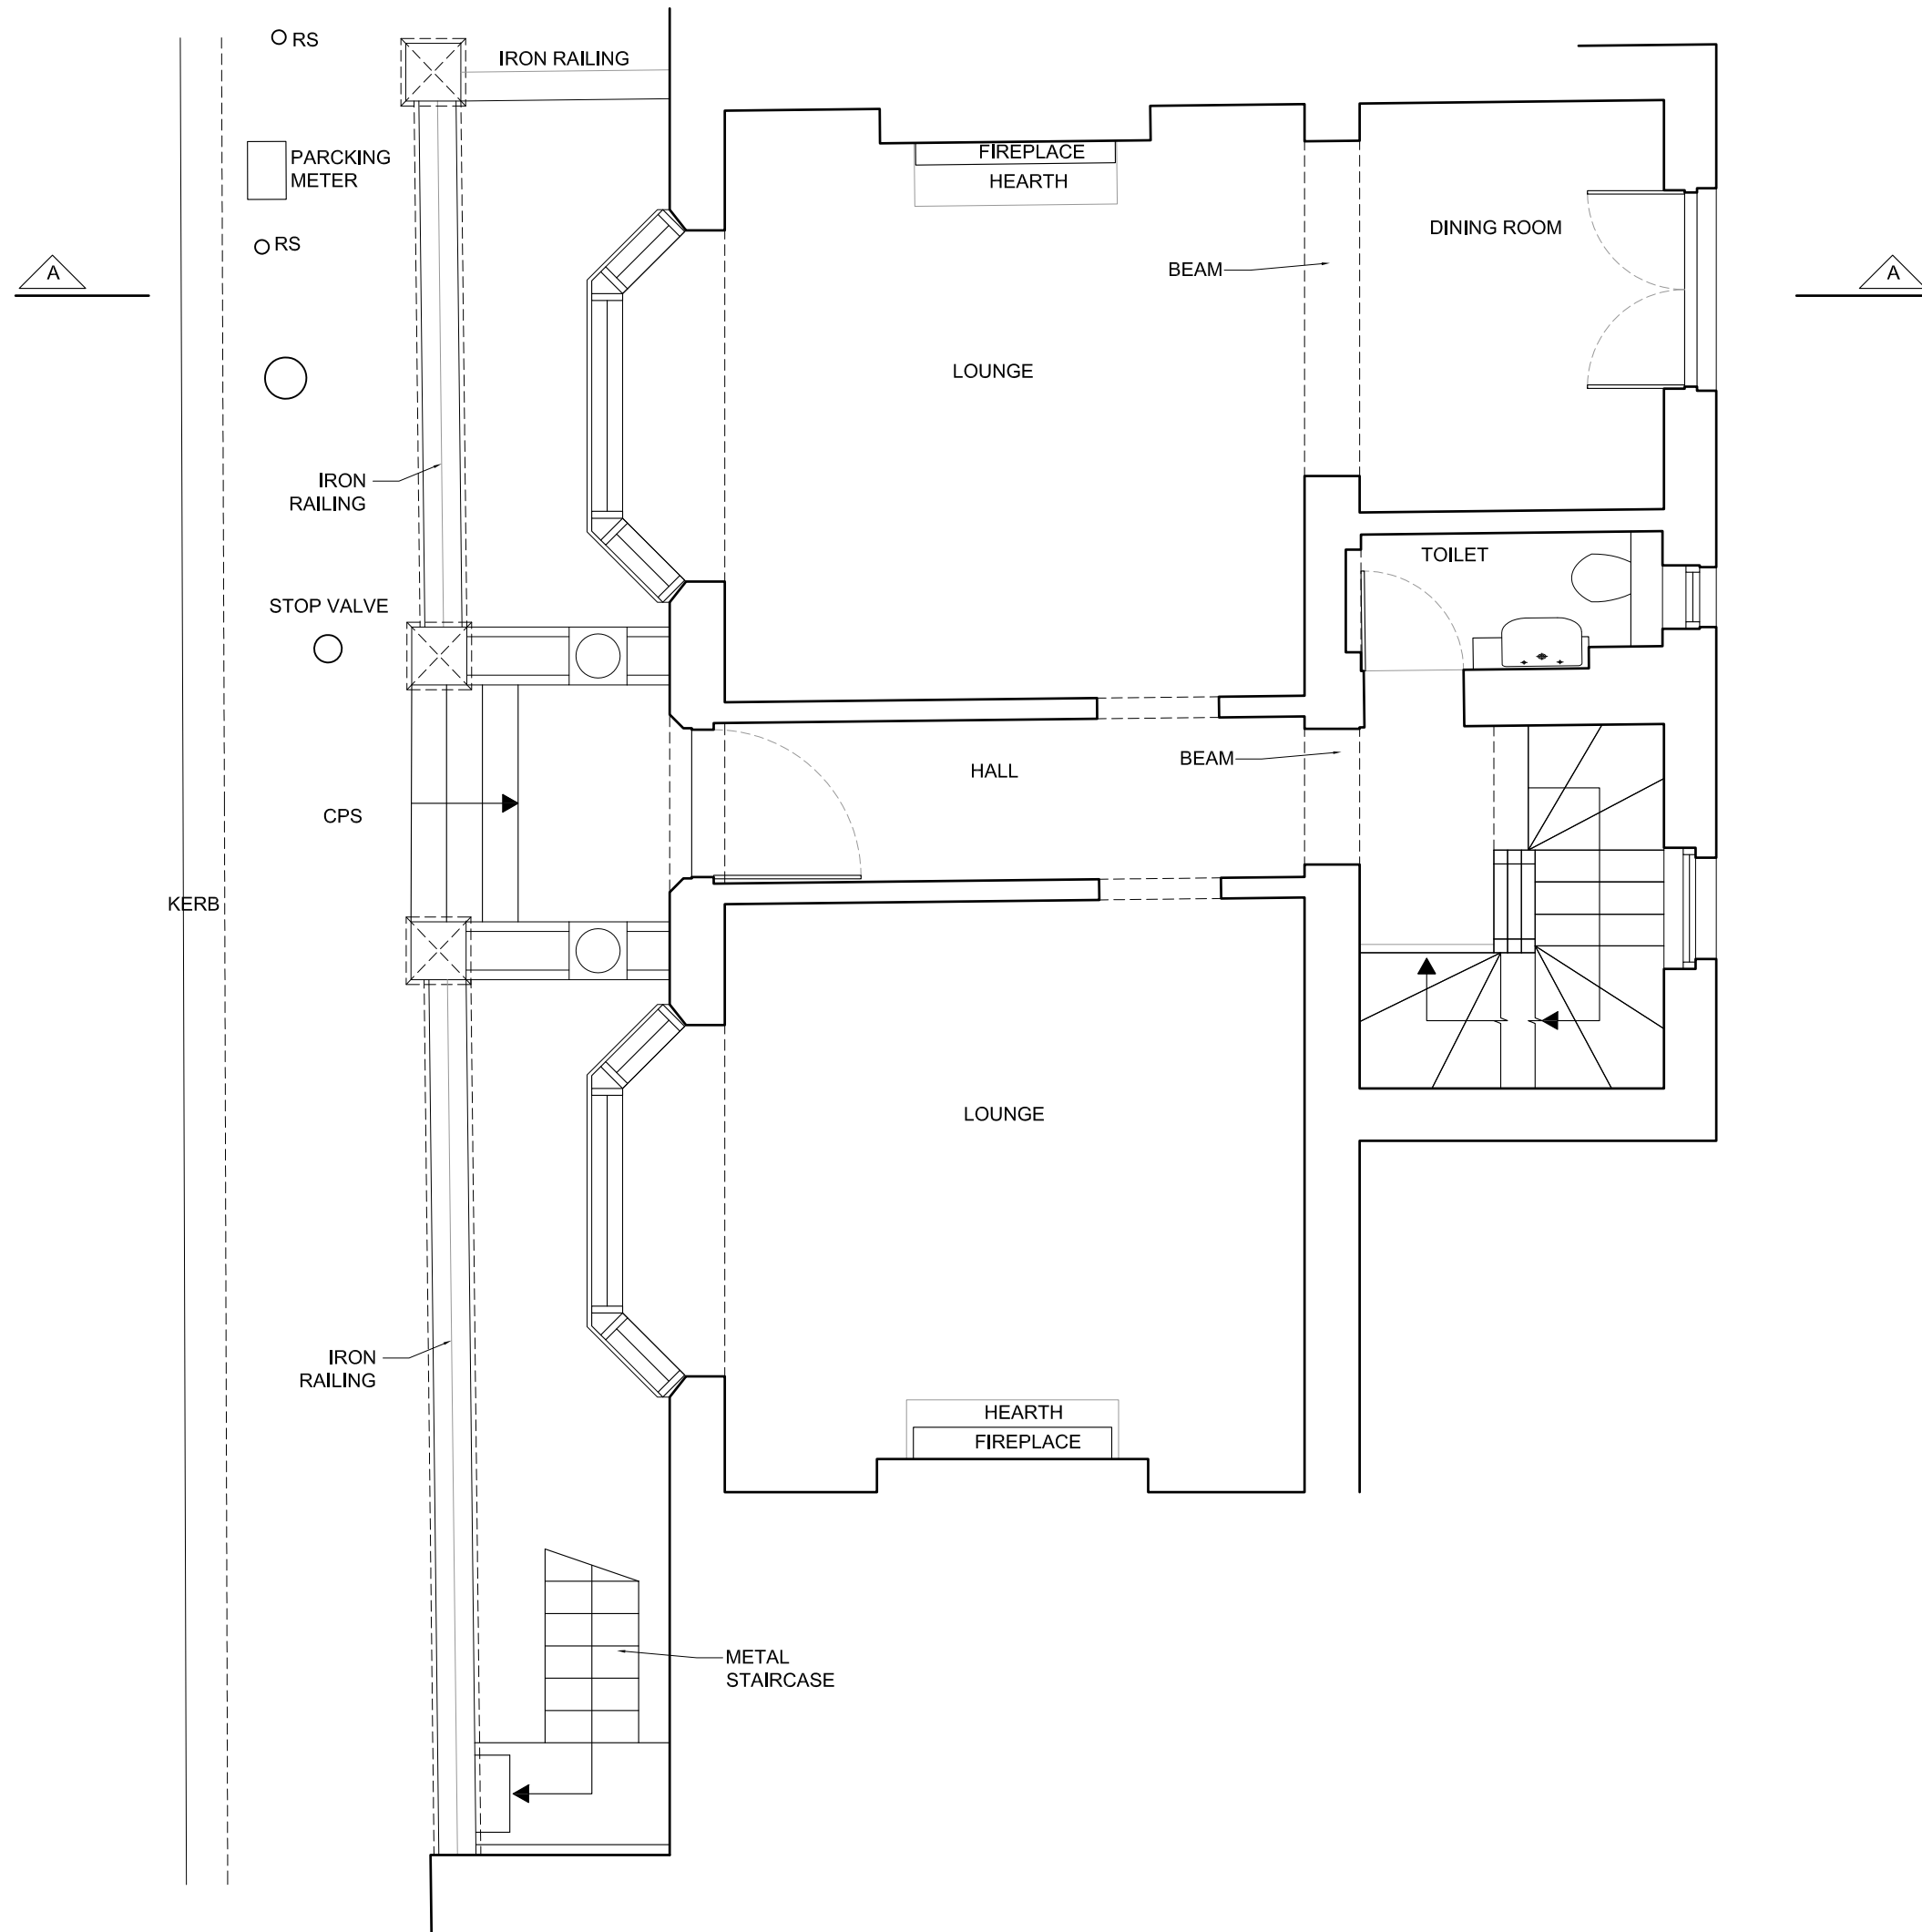 RS
IRON RAILING
PARCKING
METER
FIREPLACE
HEARTH
DINING ROOM
RS
A
BEAM
A
LOUNGE
IRON
RAILING
TOILET
STOP VALVE
BEAM
HALL
CPS
KERB
LOUNGE
IRON
RAILING
HEARTH
FIREPLACE
METAL
STAIRCASE